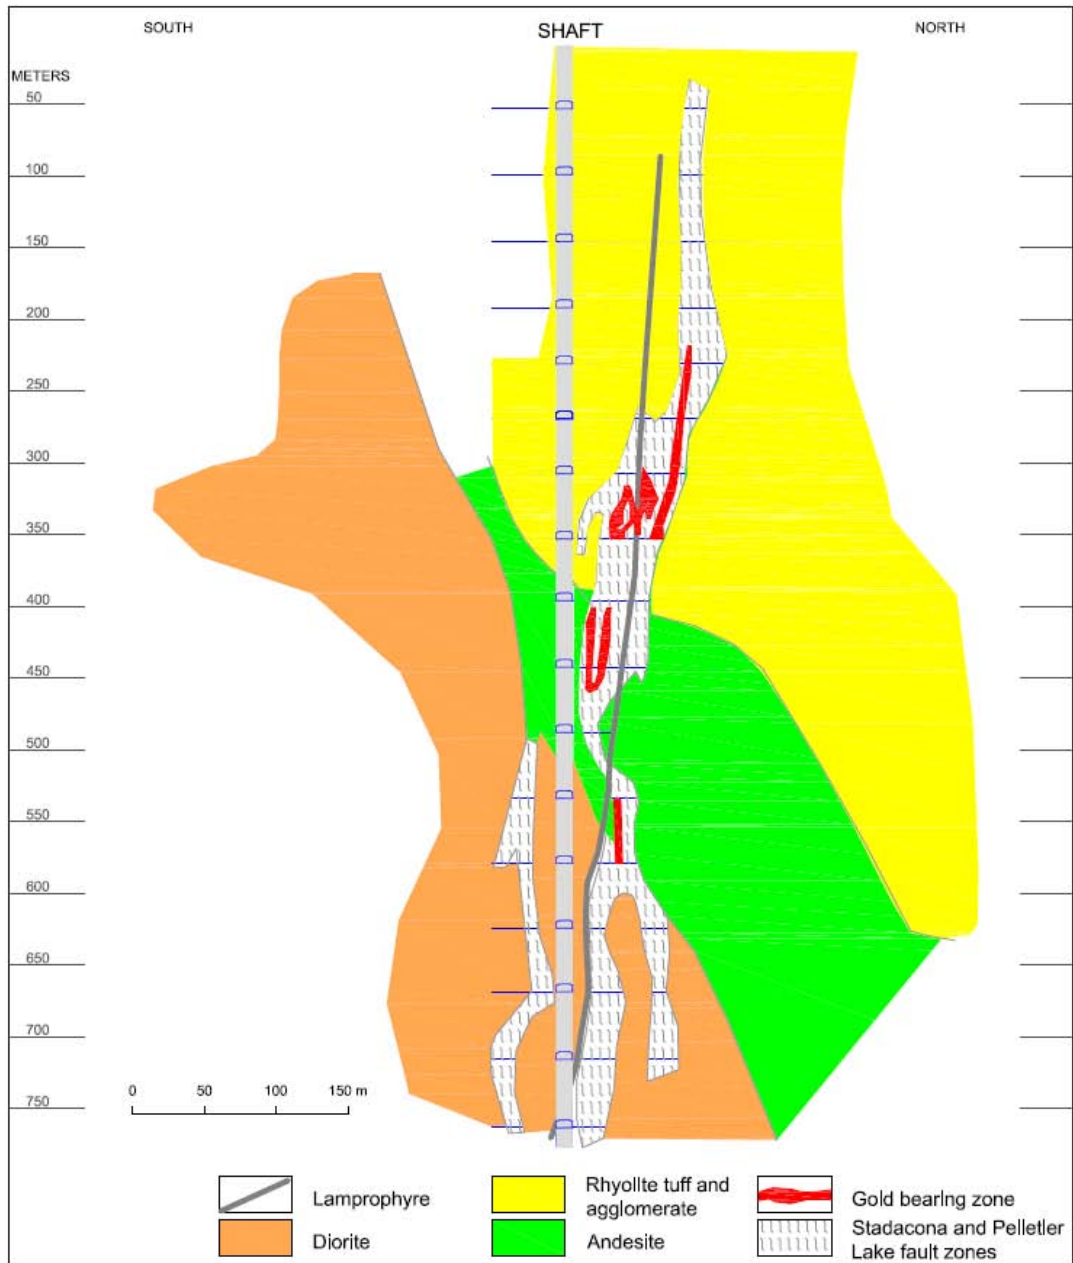 SOUTH
SHAFT
NORTH
METERS
50
100
150
200
250
300
350
400
450
500
550
600
650
700
750
0 50 100 150 m
Lamprophyre
Rhyolite tuff and
agglomerate
Gold bearing zone
Diorite
Andesite
Stadacona and Pelletier
Lake fault zones